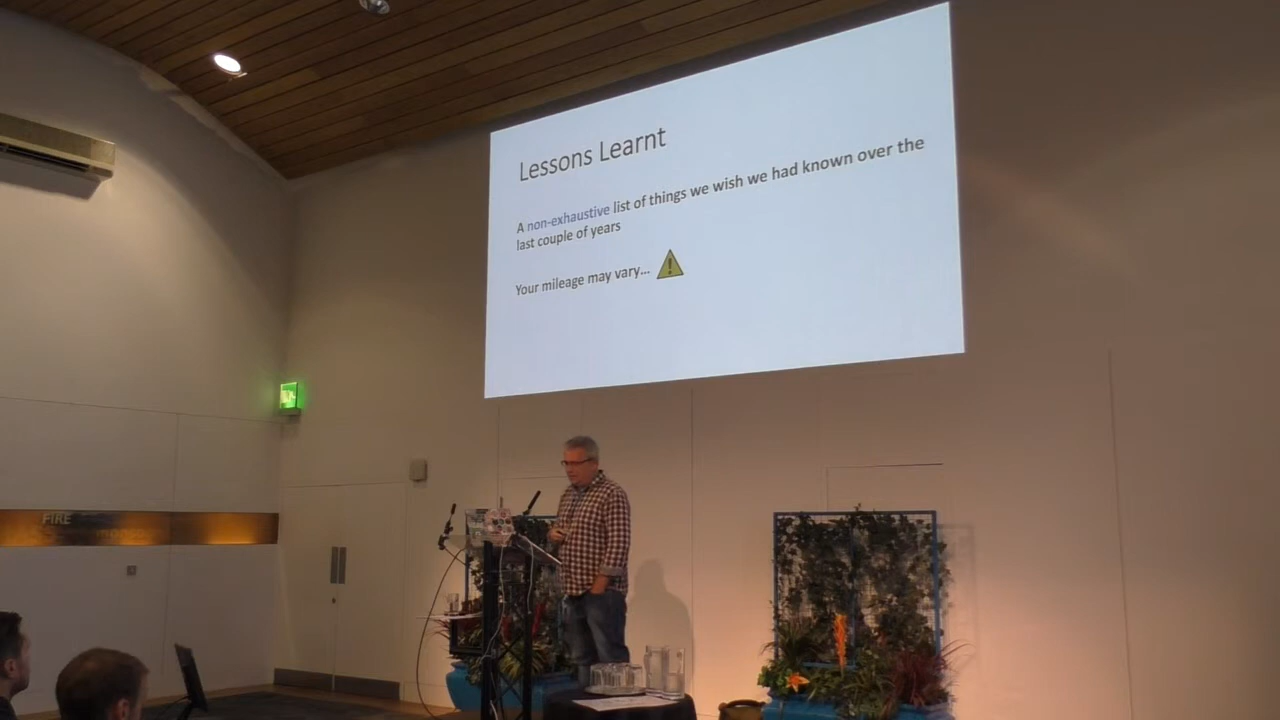 Lessons Learnt
A non-exhaustive list of things we wish we had known over the
last couple of years
Your mileage may vary...
FIRE